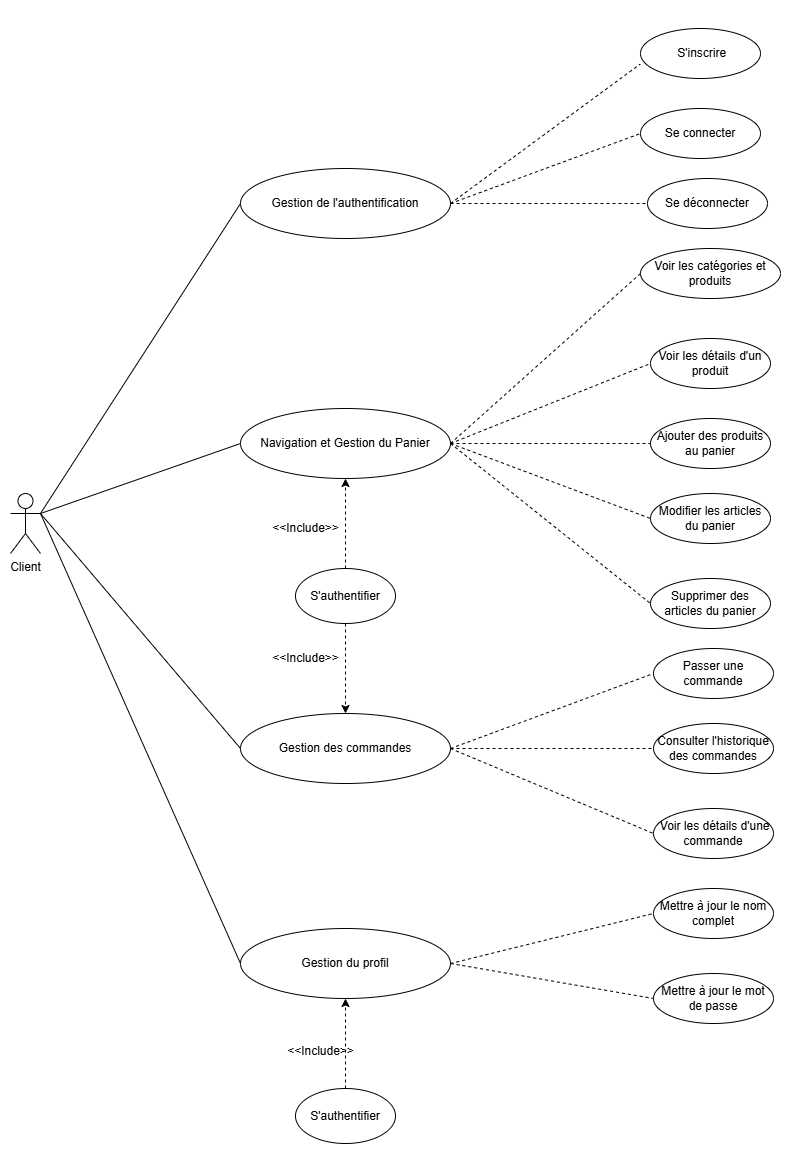 S'inscrire
Se connecter
Gestion de l'authentification
Se déconnecter
Voir les catégories et
produits
Voir les détails d'un
produit
Navigation et Gestion du Panier
Ajouter des produits
au panier
Modifier les articles
du panier
<<Include>>
Client
S'authentifier
Supprimer des
articles du panier
<<Include>>
Passer une
commande
Gestion des commandes
Consulter l'historique
des commandes
Voir les détails d'une
commande
Mettre à jour le nom
complet
Gestion du profil
Mettre à jour le mot
de passe
<<Include>>
S'authentifier